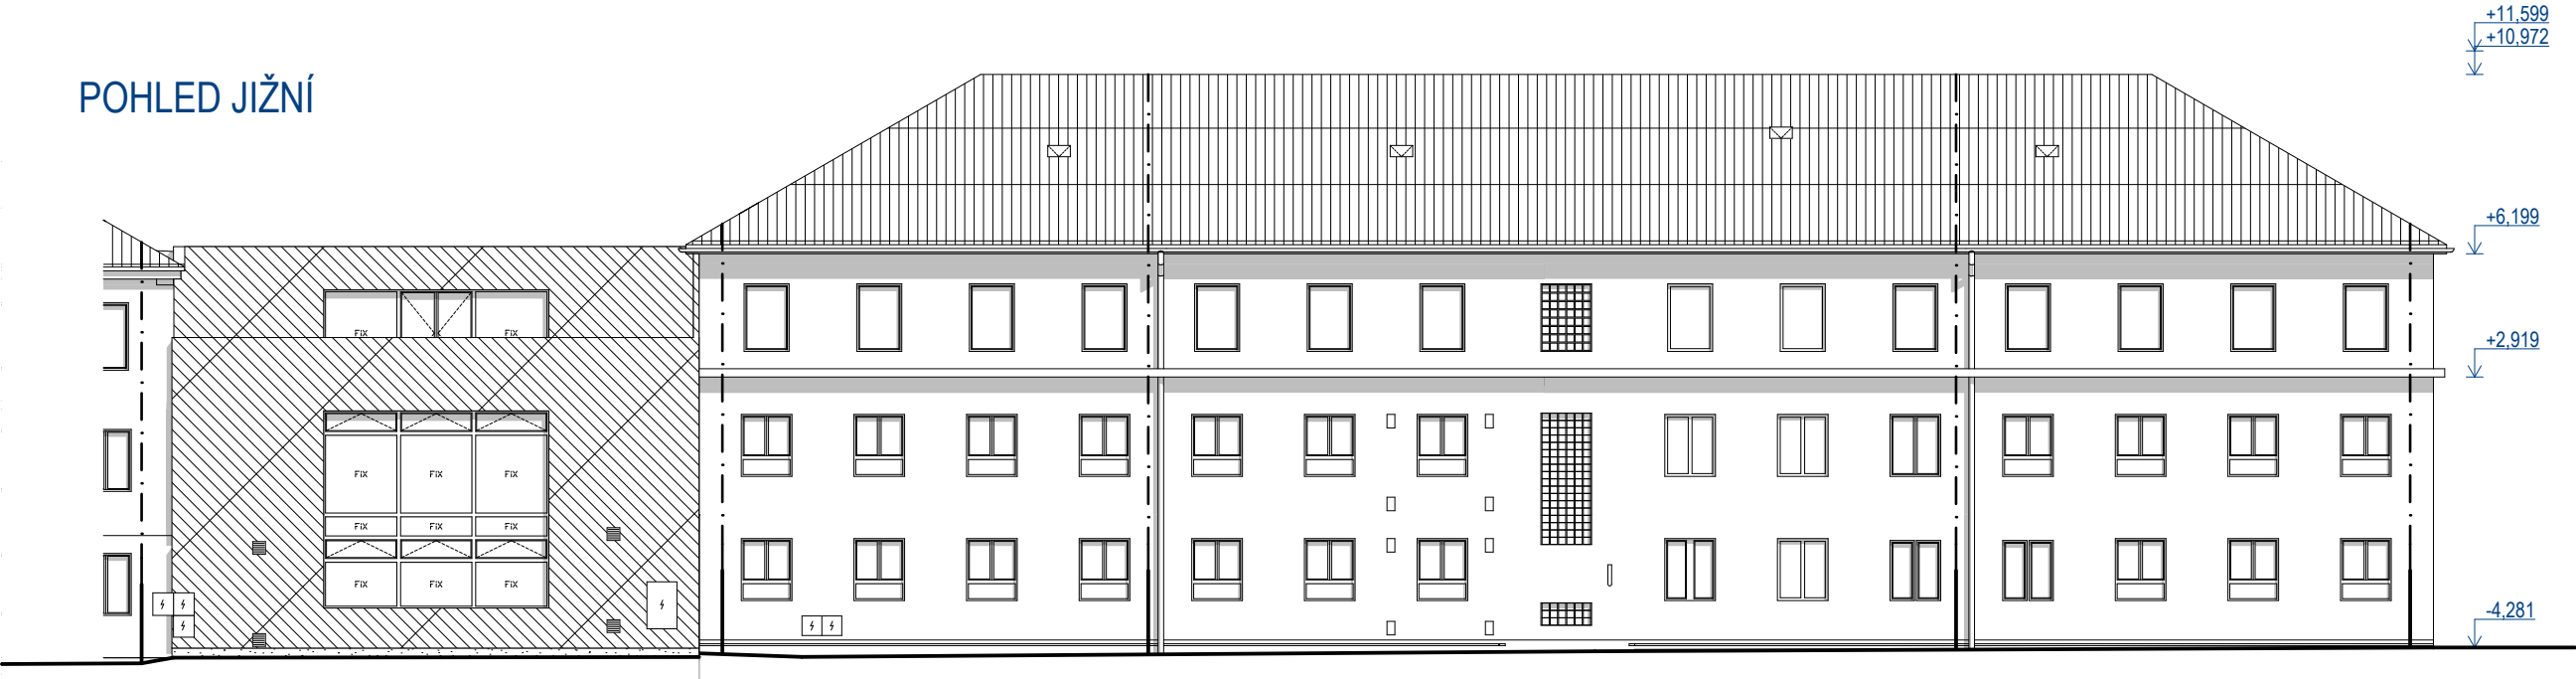 +11,599
+10,972
POHLED JIŽNÍ
+6,199
FiX FiX
+2,919
FiX FiX FiX
FiX FiX FiX
FiX FiX FiX
-4,281